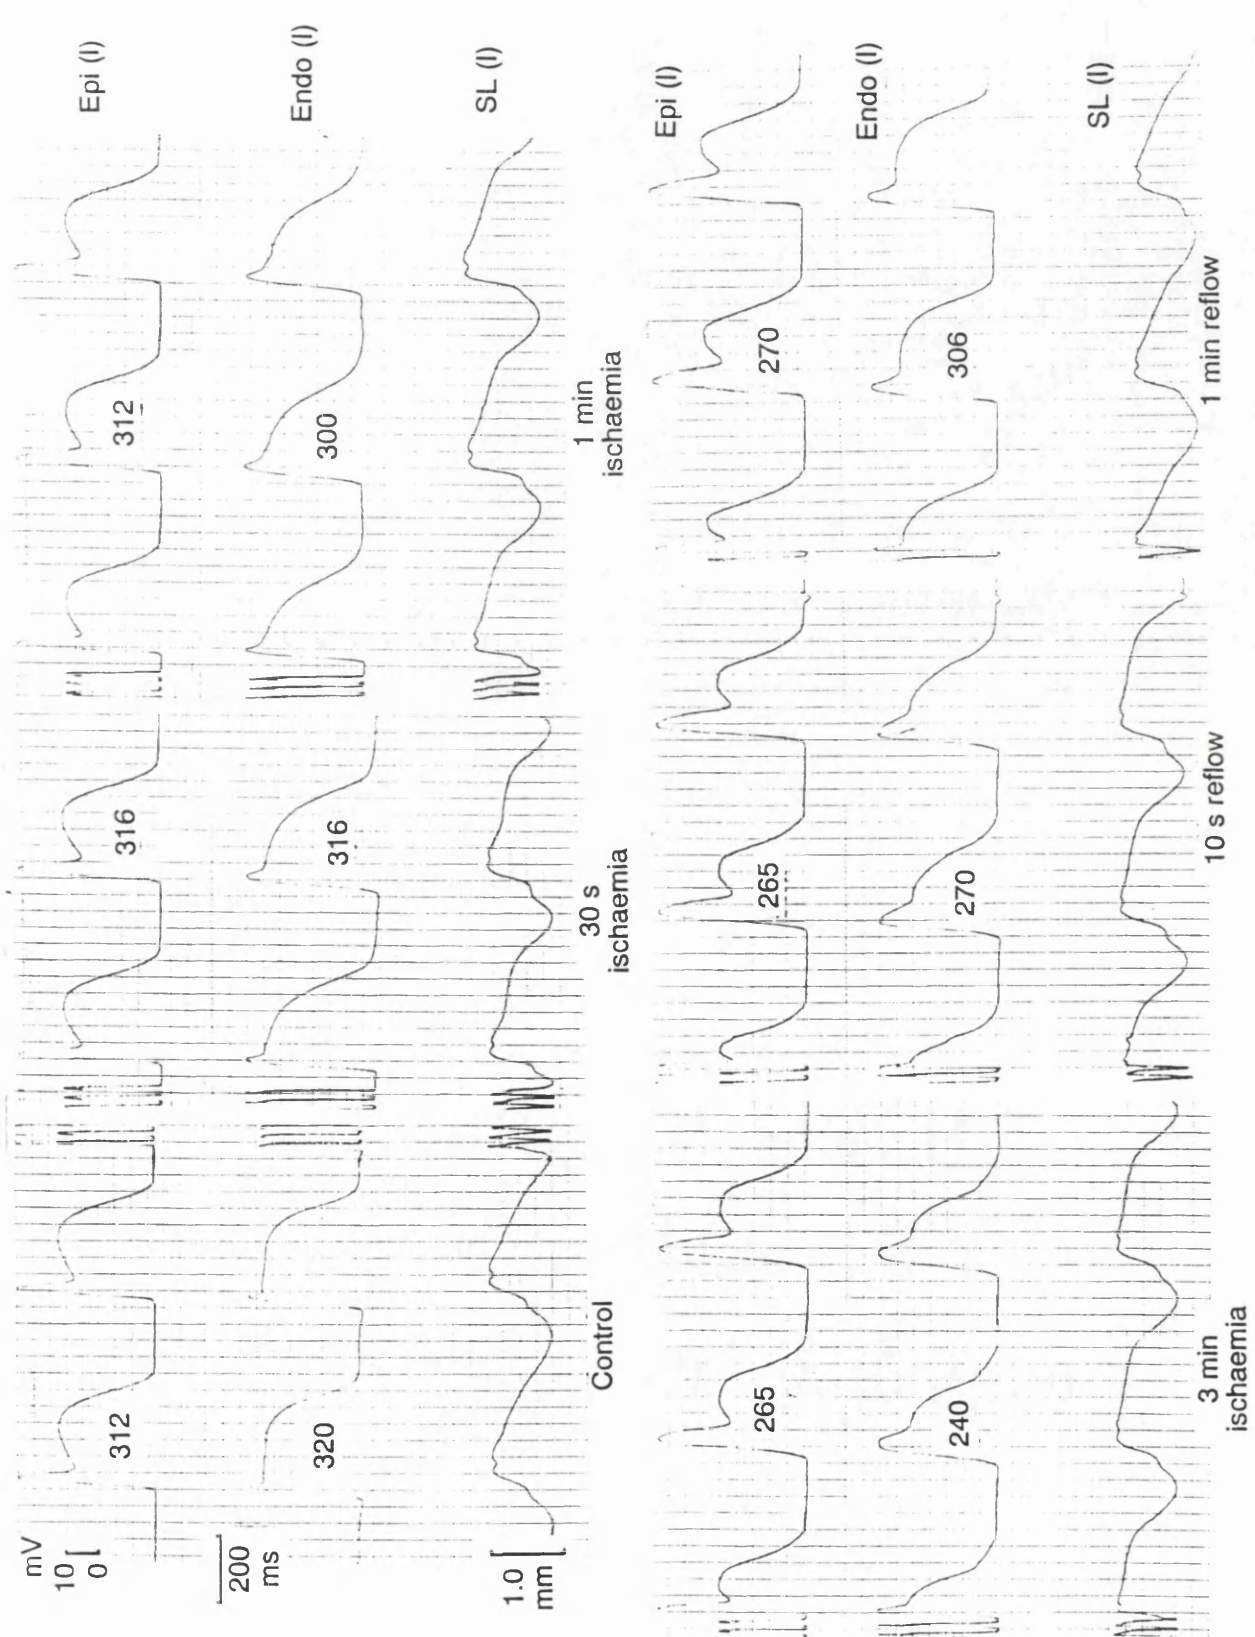 mV
10
0
200
ms
1.0
mm
Epi (I)
312
316
312
Endo (I)
320
316
300
SL (I)
Control
30 s
ischaemia
1 min
ischaemia
Epi (I)
265
265
270
Endo (I)
240
270
306
SL (I)
3 min
ischaemia
10 s reflow
1 min reflow